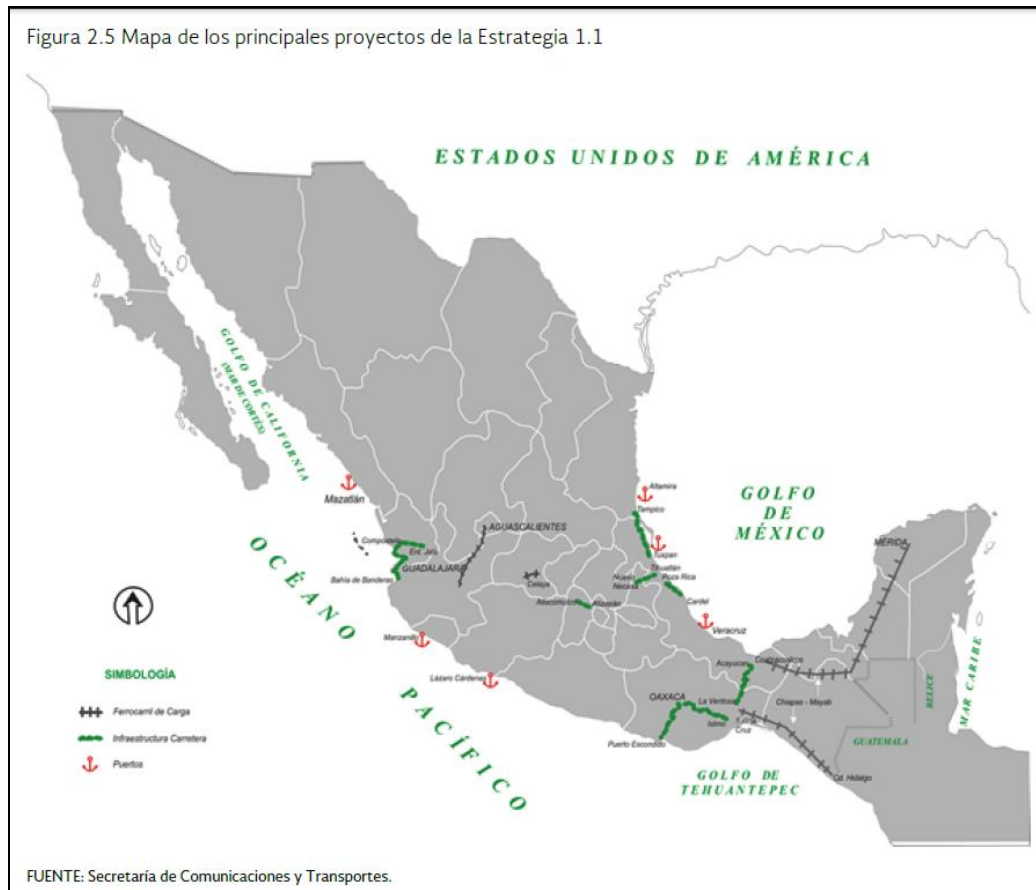 Figura 2.5 Mapa de los principales proyectos de la Estrategia 1.1
ESTADOS UNIDOS DE AMÉRICA
GOLFO DE CALIFORNIA
(MAR DE CORTÉS)
Mazatlán
Altamira
Tampico
GOLFO
DE
MÉXICO
AGUASCALIENTES
MÉRIDA
Compostela
Ent. Jala
GUADALAJARA
Bahía de Banderas
Celaya
Tuxpan
Tihuatlán
Nuevo
Necaxa
Poza Rica
Cardel
Atlacomulco
Atizapán
Veracruz
OCÉANO
PACÍFICO
Manzanillo
Lázaro Cárdenas
Acayucan
Coatzacoalcos
OAXACA
La Ventosa
Istmo
Cruz
Chiapas - Mayab
Puerto Escondido
Cd. Hidalgo
BELICE
MAR CARIBE
GUATEMALA
GOLFO DE
TEHUANTEPEC
SIMBOLOGÍA
Ferrocarril de Carga
Infraestructura Carretera
Puertos
FUENTE: Secretaría de Comunicaciones y Transportes.